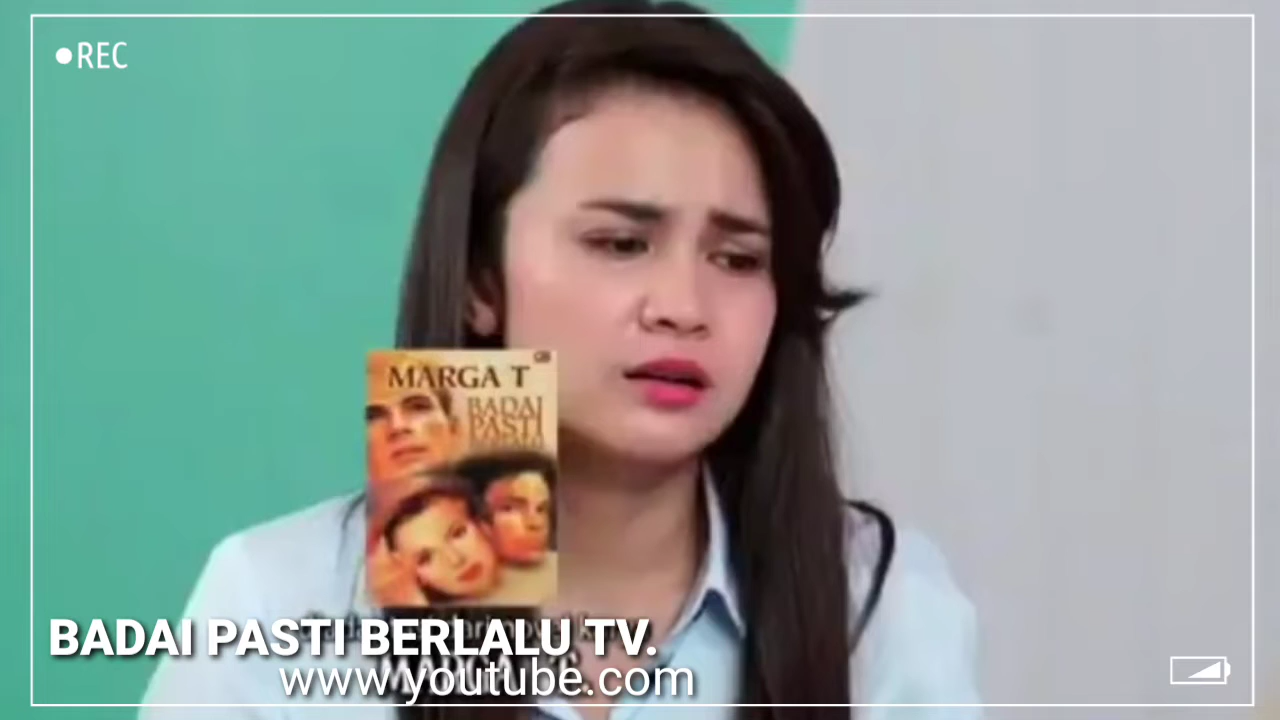 REC
MARGA T
BADAI
PASTI
BADAI PASTI BERLALU TV.
www.youtube.com